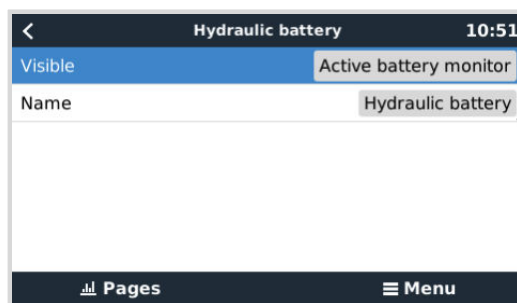 Hydraulic battery 10:51
Visible Active battery monitor
Name Hydraulic battery
Pages Menu